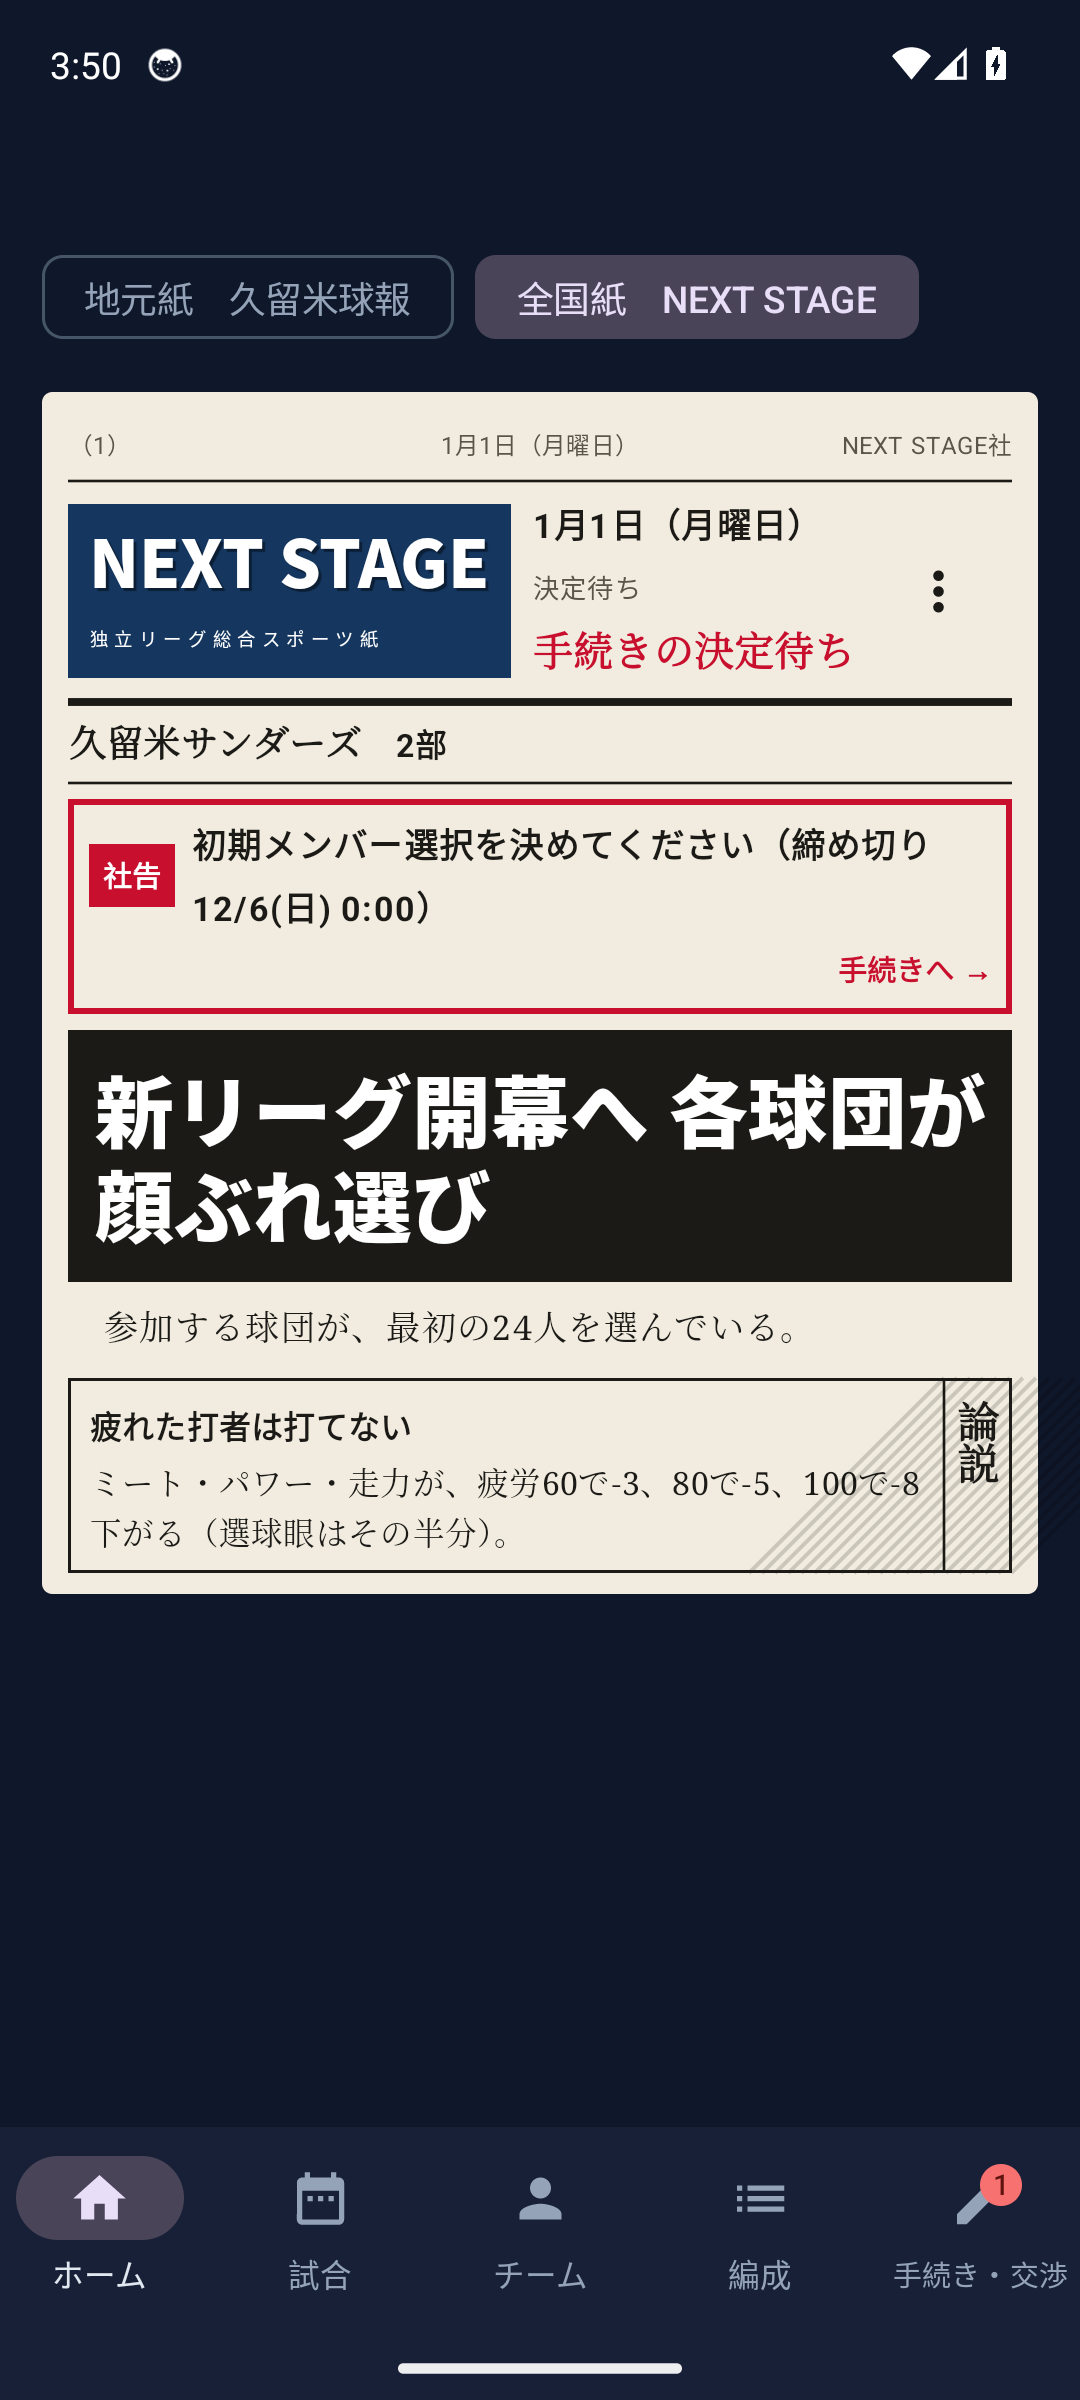 3:50
地元紙　久留米球報
全国紙　NEXT STAGE
（1）
1月1日（月曜日）
NEXT STAGE社
NEXT STAGE
独立リーグ総合スポーツ紙
1月1日（月曜日）
決定待ち
手続きの決定待ち
久留米サンダーズ　2部
社告
初期メンバー選択を決めてください（締め切り
12/6(日) 0:00）
手続きへ →
新リーグ開幕へ 各球団が
顔ぶれ選び
参加する球団が、最初の24人を選んでいる。
疲れた打者は打てない
ミート・パワー・走力が、疲労60で-3、80で-5、100で-8
下がる（選球眼はその半分）。
論説
1
ホーム
試合
チーム
編成
手続き・交渉